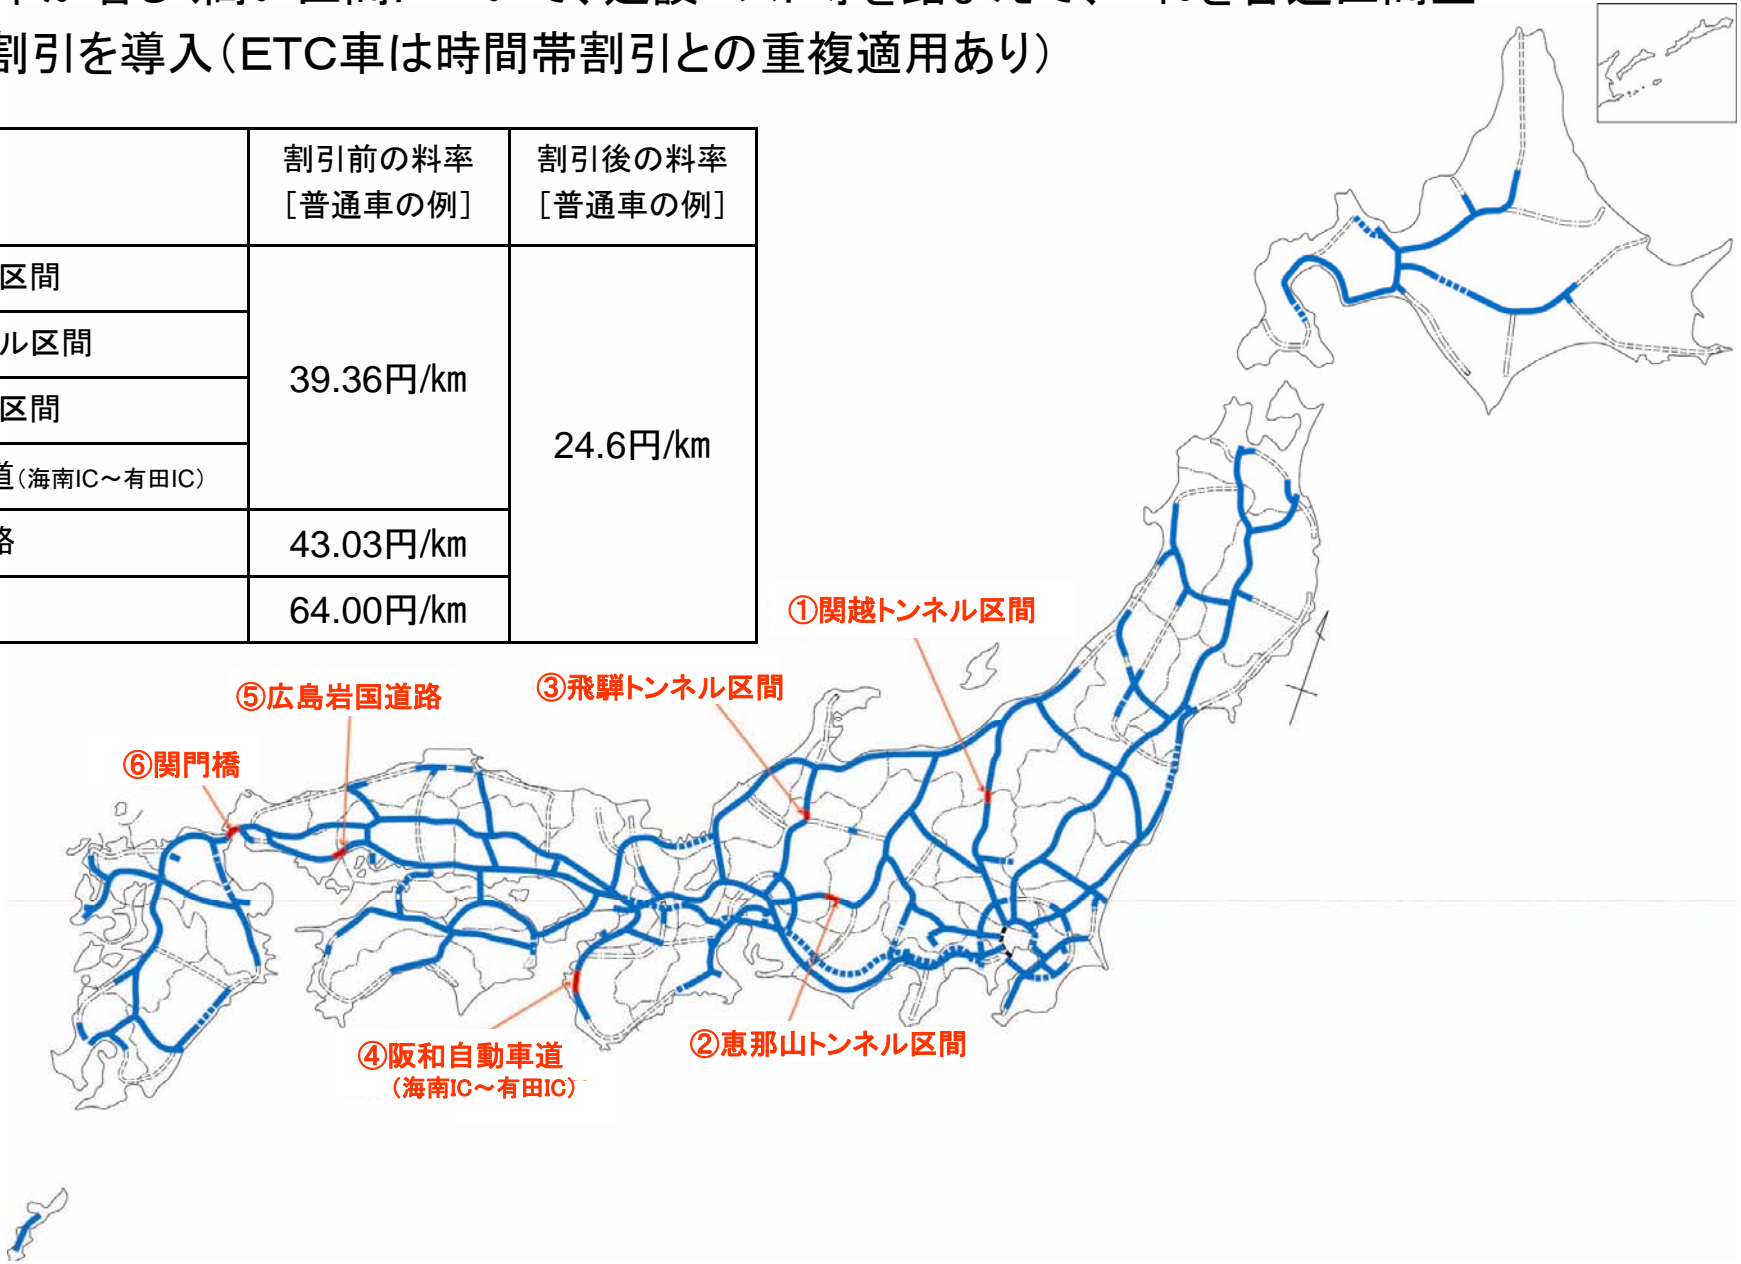 割引を導入（ＥＴＣ車は時間帯割引との重複適用あり）
割引前の料率
［普通車の例］
割引後の料率
［普通車の例］
区間
ル区間
39.36円/㎞
区間
24.6円/㎞
道（海南IC～有田IC）
路
43.03円/㎞
64.00円/㎞
①関越トンネル区間
③飛騨トンネル区間
⑤広島岩国道路
⑥関門橋
②恵那山トンネル区間
④阪和自動車道
（海南IC～有田IC）